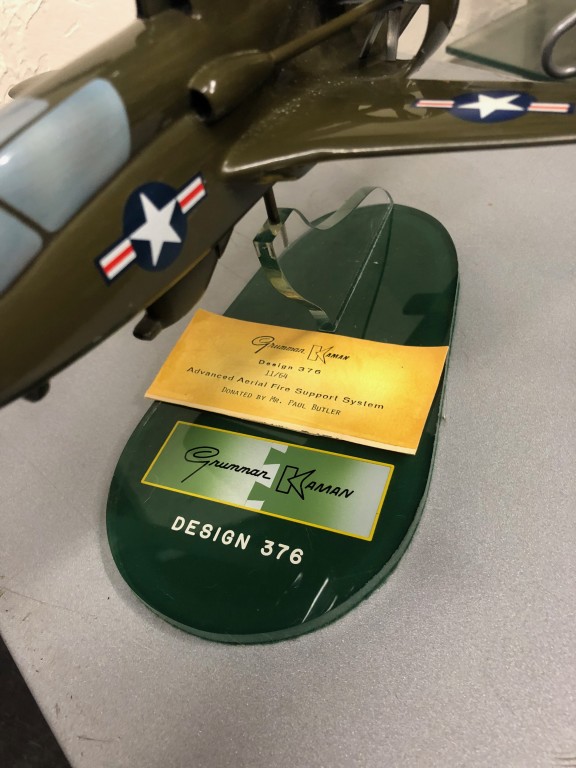 Grumman KAMAN
Design 376
11/64
Advanced Aerial Fire Support System
DONATED BY MR. PAUL BUTLER
Grumman KAMAN
DESIGN 376